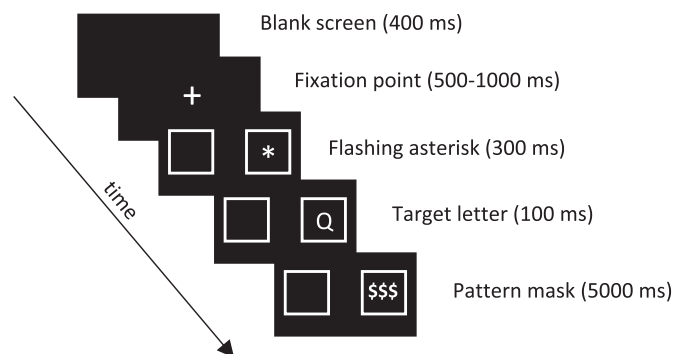 Blank screen (400 ms)
+
Fixation point (500-1000 ms)
*
Flashing asterisk (300 ms)
time
Q
Target letter (100 ms)
$$$
Pattern mask (5000 ms)